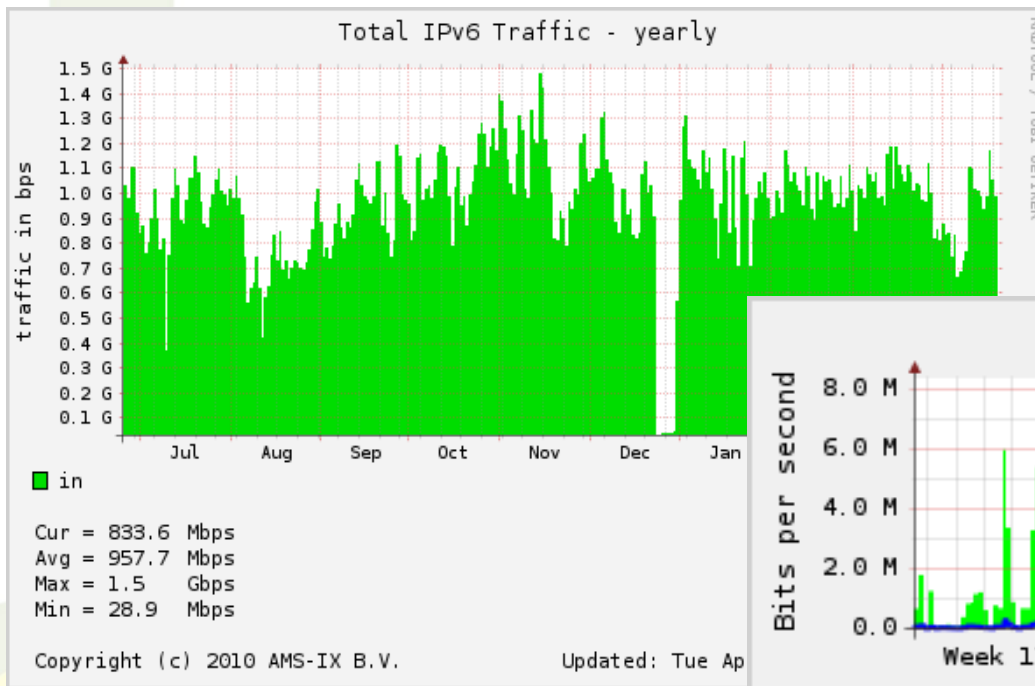 Total IPv6 Traffic - yearly
traffic in bps
1.5 G
1.4 G
1.3 G
1.2 G
1.1 G
1.0 G
0.9 G
0.8 G
0.7 G
0.6 G
0.5 G
0.4 G
0.3 G
0.2 G
0.1 G
Jul Aug Sep Oct Nov Dec Jan
in
Cur = 833.6 Mbps
Avg = 957.7 Mbps
Max = 1.5 Gbps
Min = 28.9 Mbps
Copyright (c) 2010 AMS-IX B.V. Updated: Tue Ap
Bits per second
8.0 M
6.0 M
4.0 M
2.0 M
0.0
Week 1